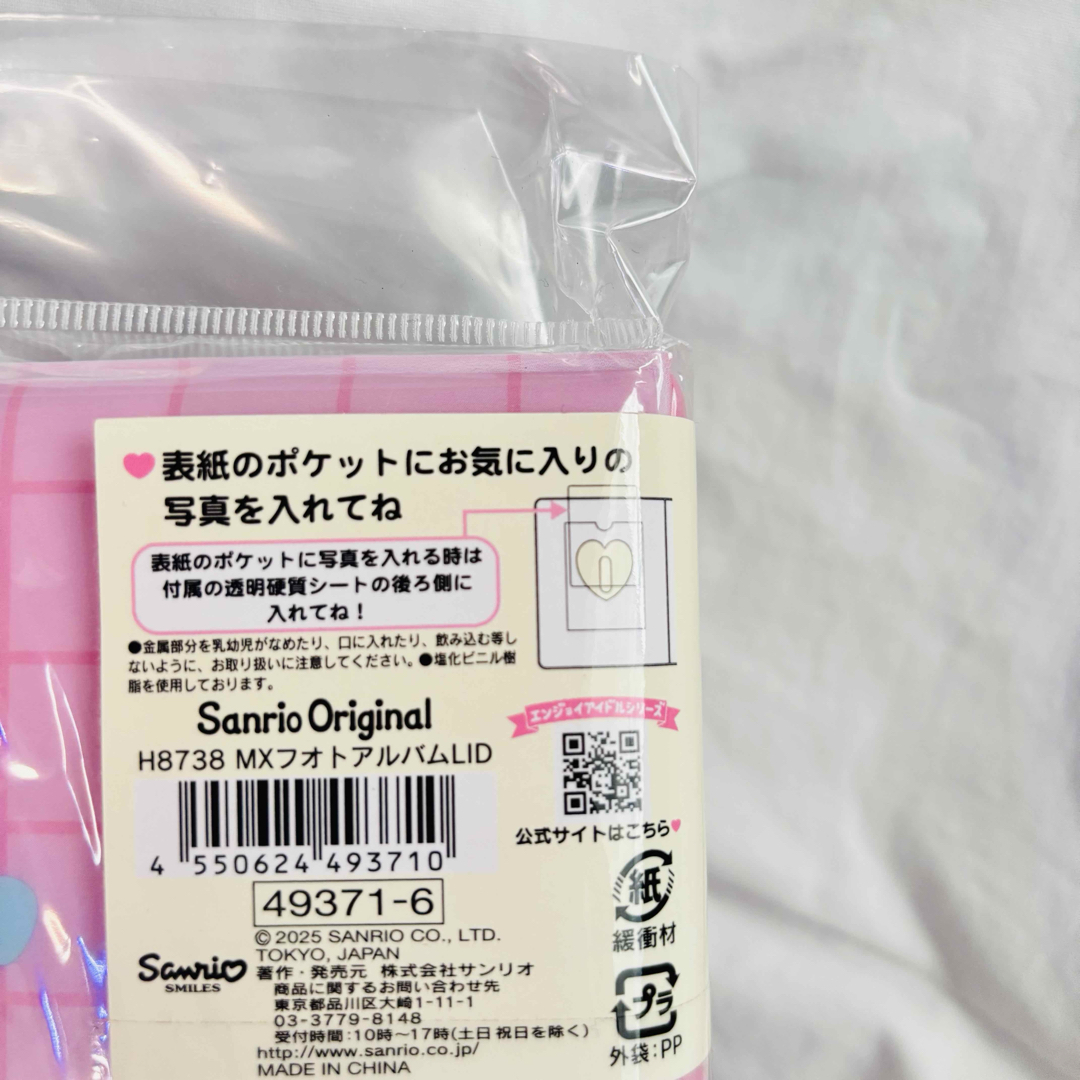 表紙のポケットにお気に入りの
写真を入れてね
表紙のポケットに写真を入れる時は
付属の透明硬質シートの後ろ側に
入れてね！
●金属部分を乳幼児がなめたり、口に入れたり、飲み込む等し
ないように、お取り扱いに注意してください。●塩化ビニル樹
脂を使用しております。
Sanrio Original
H8738 MXフオトアルバムLID
4 550624 493710
49371-6
エンジョイアイドルシリーズ
公式サイトはこちら
紙
緩衝材
プラ
外袋:PP
© 2025 SANRIO CO., LTD.
TOKYO, JAPAN
Sanrio
SMILES
著作・発売元 株式会社サンリオ
商品に関するお問い合わせ先
東京都品川区大崎1-11-1
03-3779-8148
受付時間:10時～17時(土日祝日を除く)
http://www.sanrio.co.jp/
MADE IN CHINA